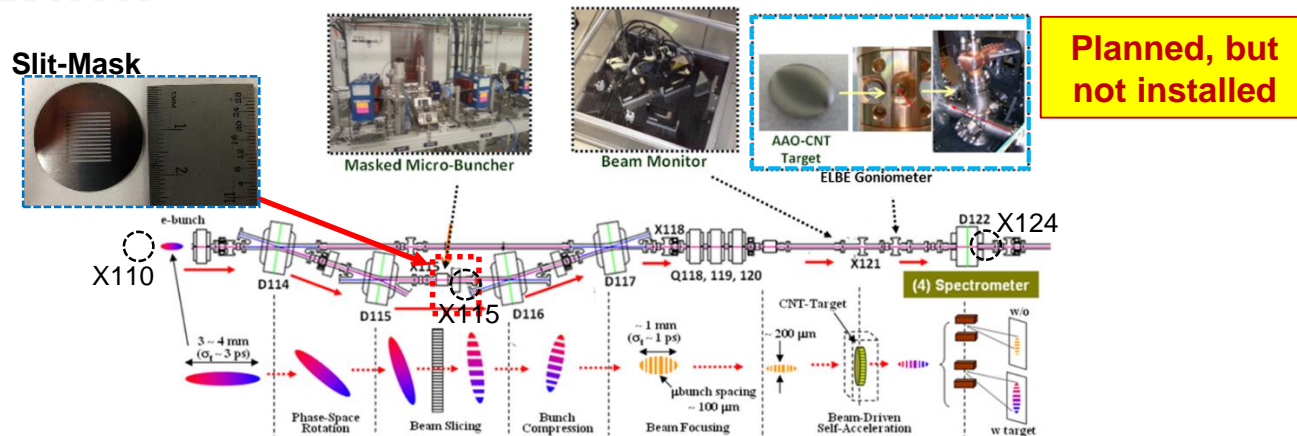 Slit-Mask
Planned, but
not installed
AAO-CNT
Target
ELBE Goniometer
Masked Micro-Buncher
Beam Monitor
e-bunch
X110
D114
D115
X115
X115
D116
D117
X118
Q118, 119, 120
X121
D122
X124
(4) Spectrometer
3 ~ 4 mm
(σt ~ 3 ps)
~ 1 mm
(σt ~ 1 ps)
μbunch spacing
~ 100 μm
~ 200 μm
CNT-Target
w/o
w target
Phase-Space
Rotation
Beam Slicing
Bunch
Compression
Beam Focusing
Beam-Driven
Self-Acceleration